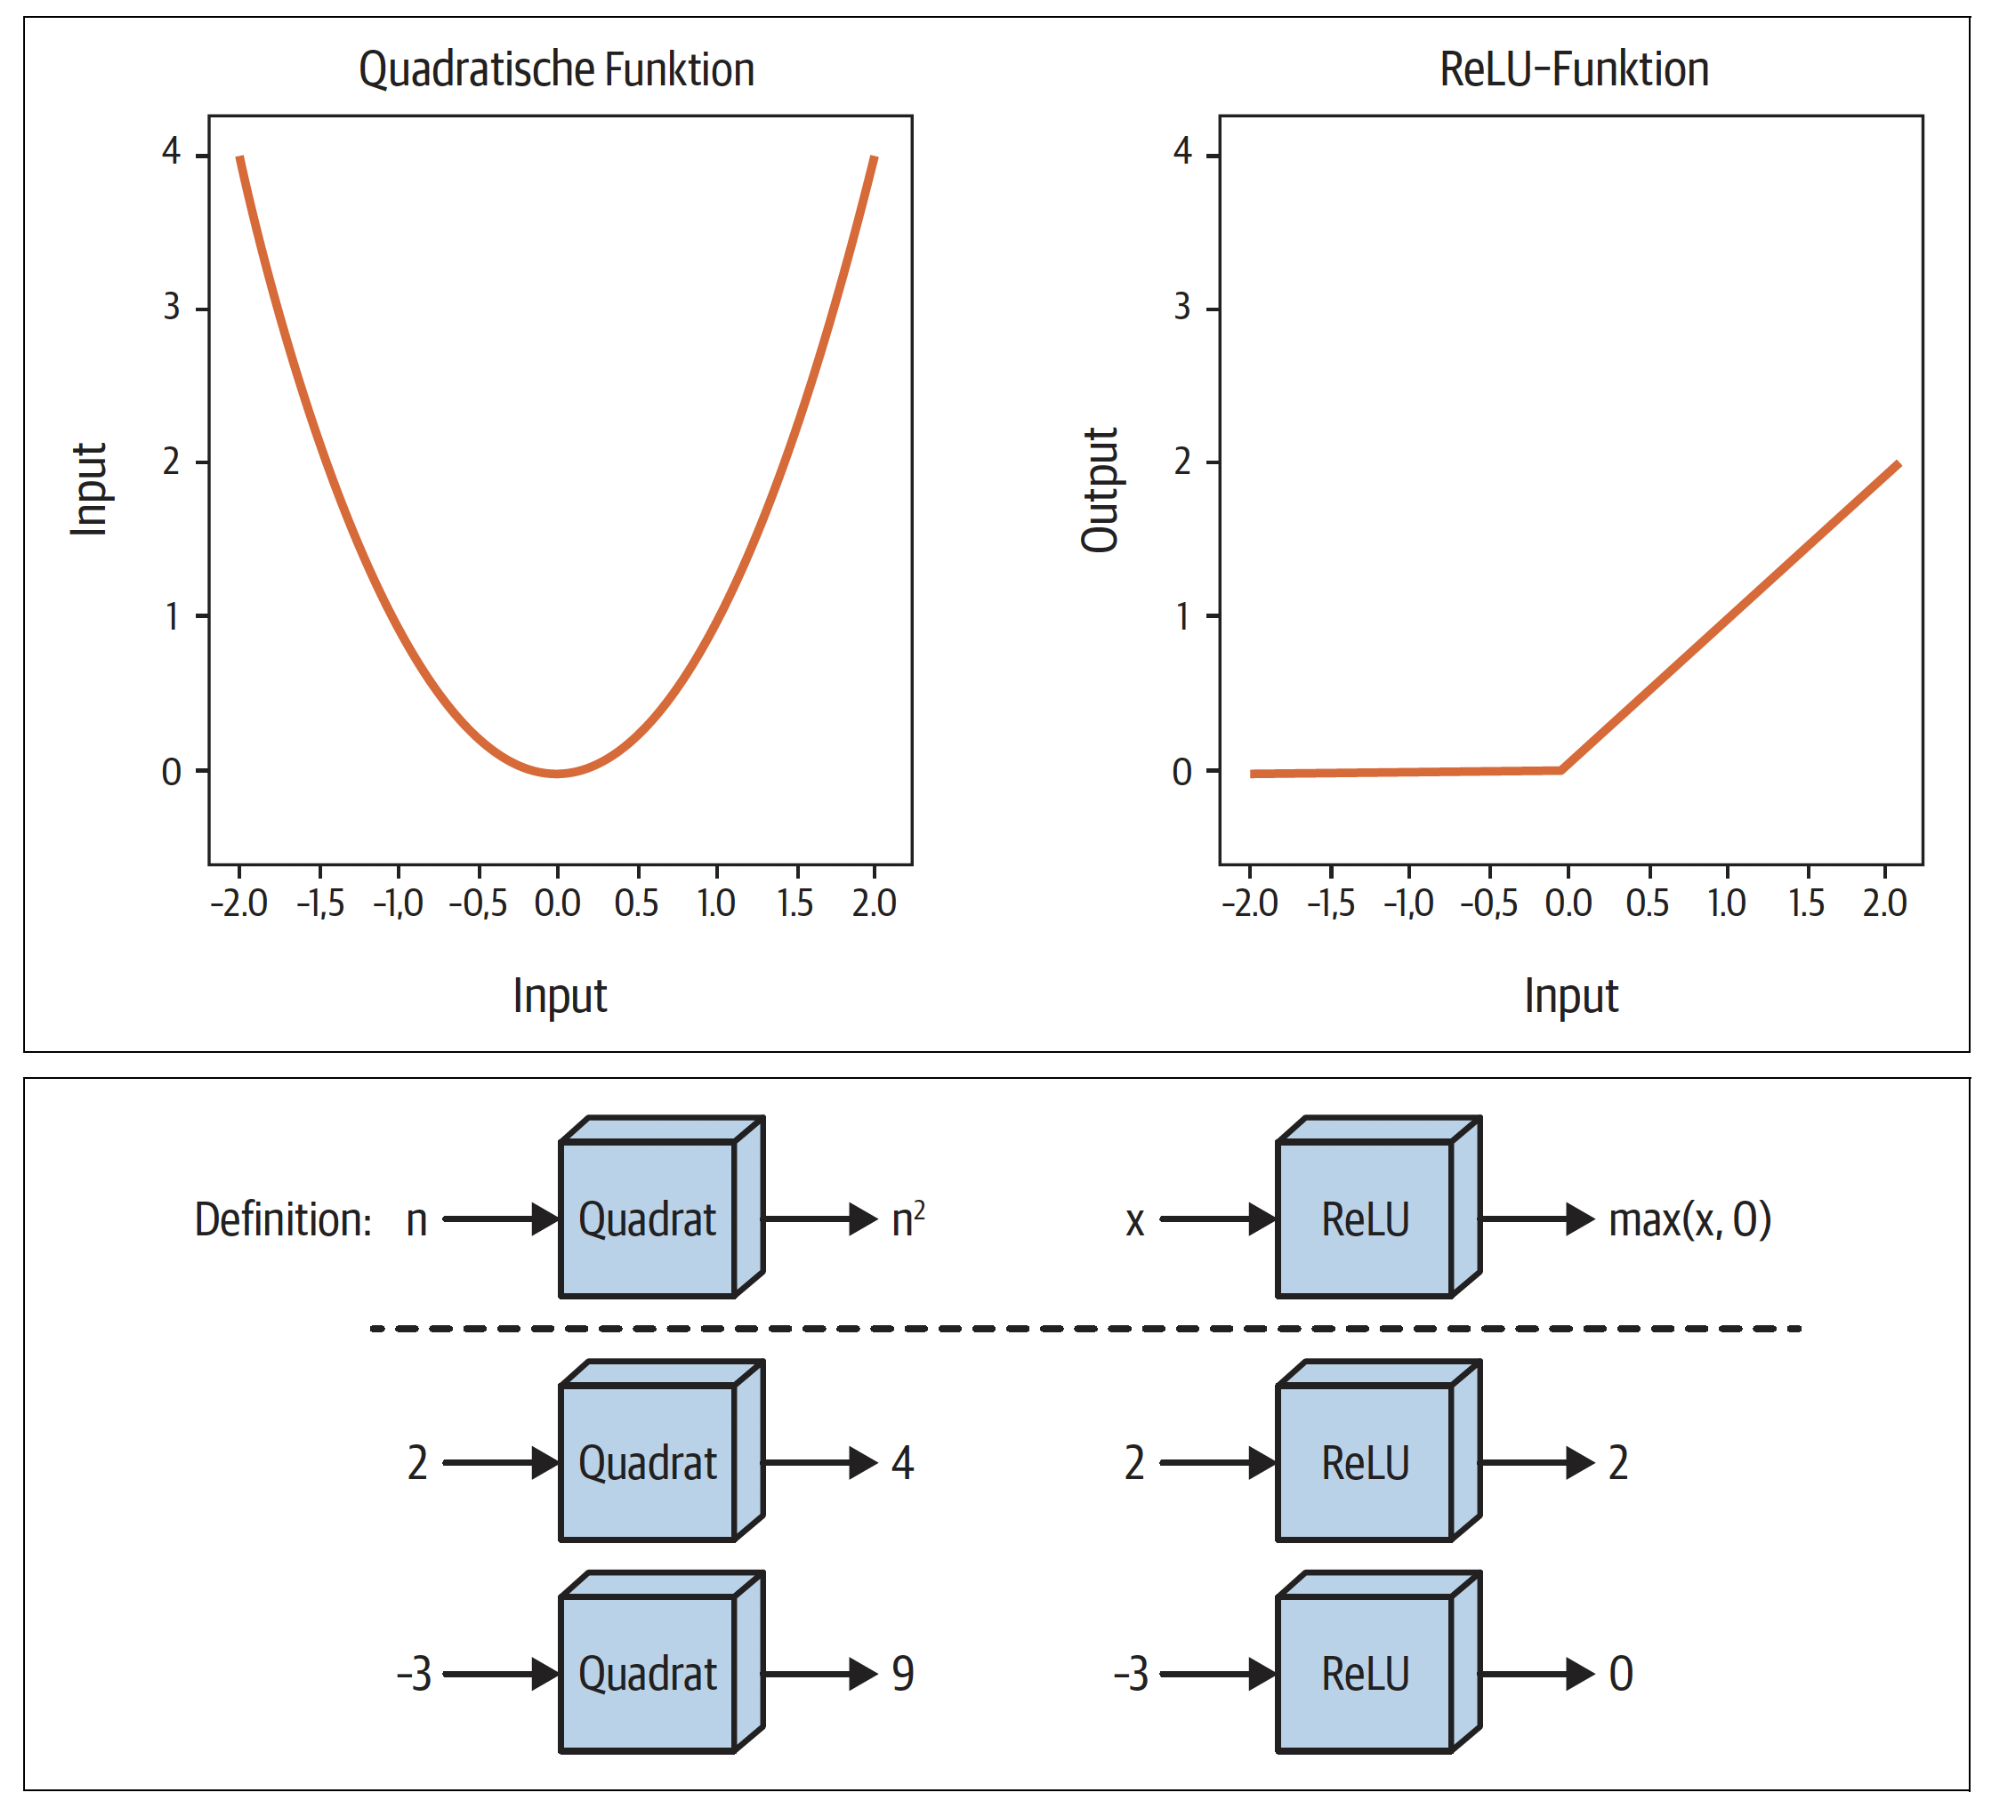 Quadratische Funktion
4
3
2
1
0
Input
-2.0 -1,5 -1,0 -0,5 0.0 0.5 1.0 1.5 2.0
Input
ReLU-Funktion
4
3
2
1
0
Output
-2.0 -1,5 -1,0 -0,5 0.0 0.5 1.0 1.5 2.0
Input
Definition: n Quadrat n² x ReLU max(x, 0)
2 Quadrat 4 2 ReLU 2
-3 Quadrat 9 -3 ReLU 0